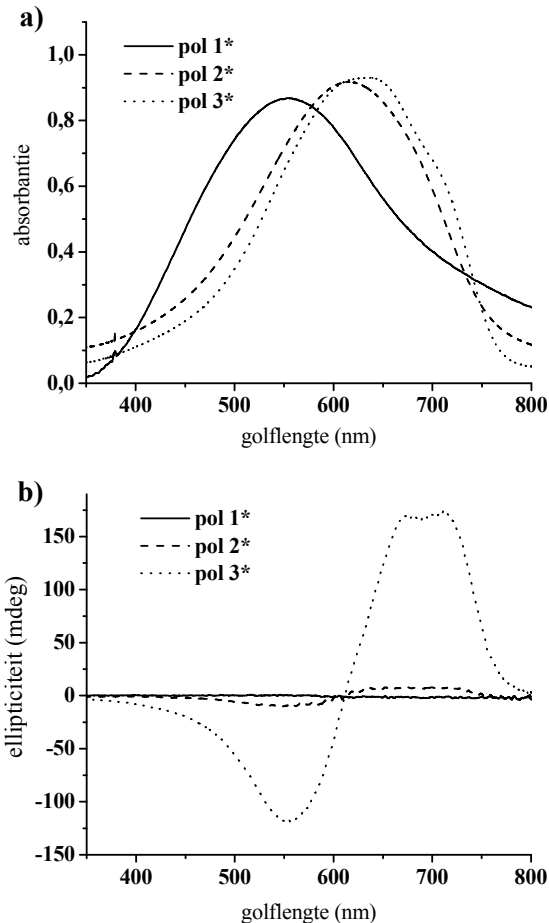 a)
pol 1*
pol 2*
pol 3*
absorbantie
1,0
0,8
0,6
0,4
0,2
0,0
400 500 600 700 800
golflengte (nm)
b)
pol 1*
pol 2*
pol 3*
ellipticiteit (mdeg)
150
100
50
0
-50
-100
-150
400 500 600 700 800
golflengte (nm)